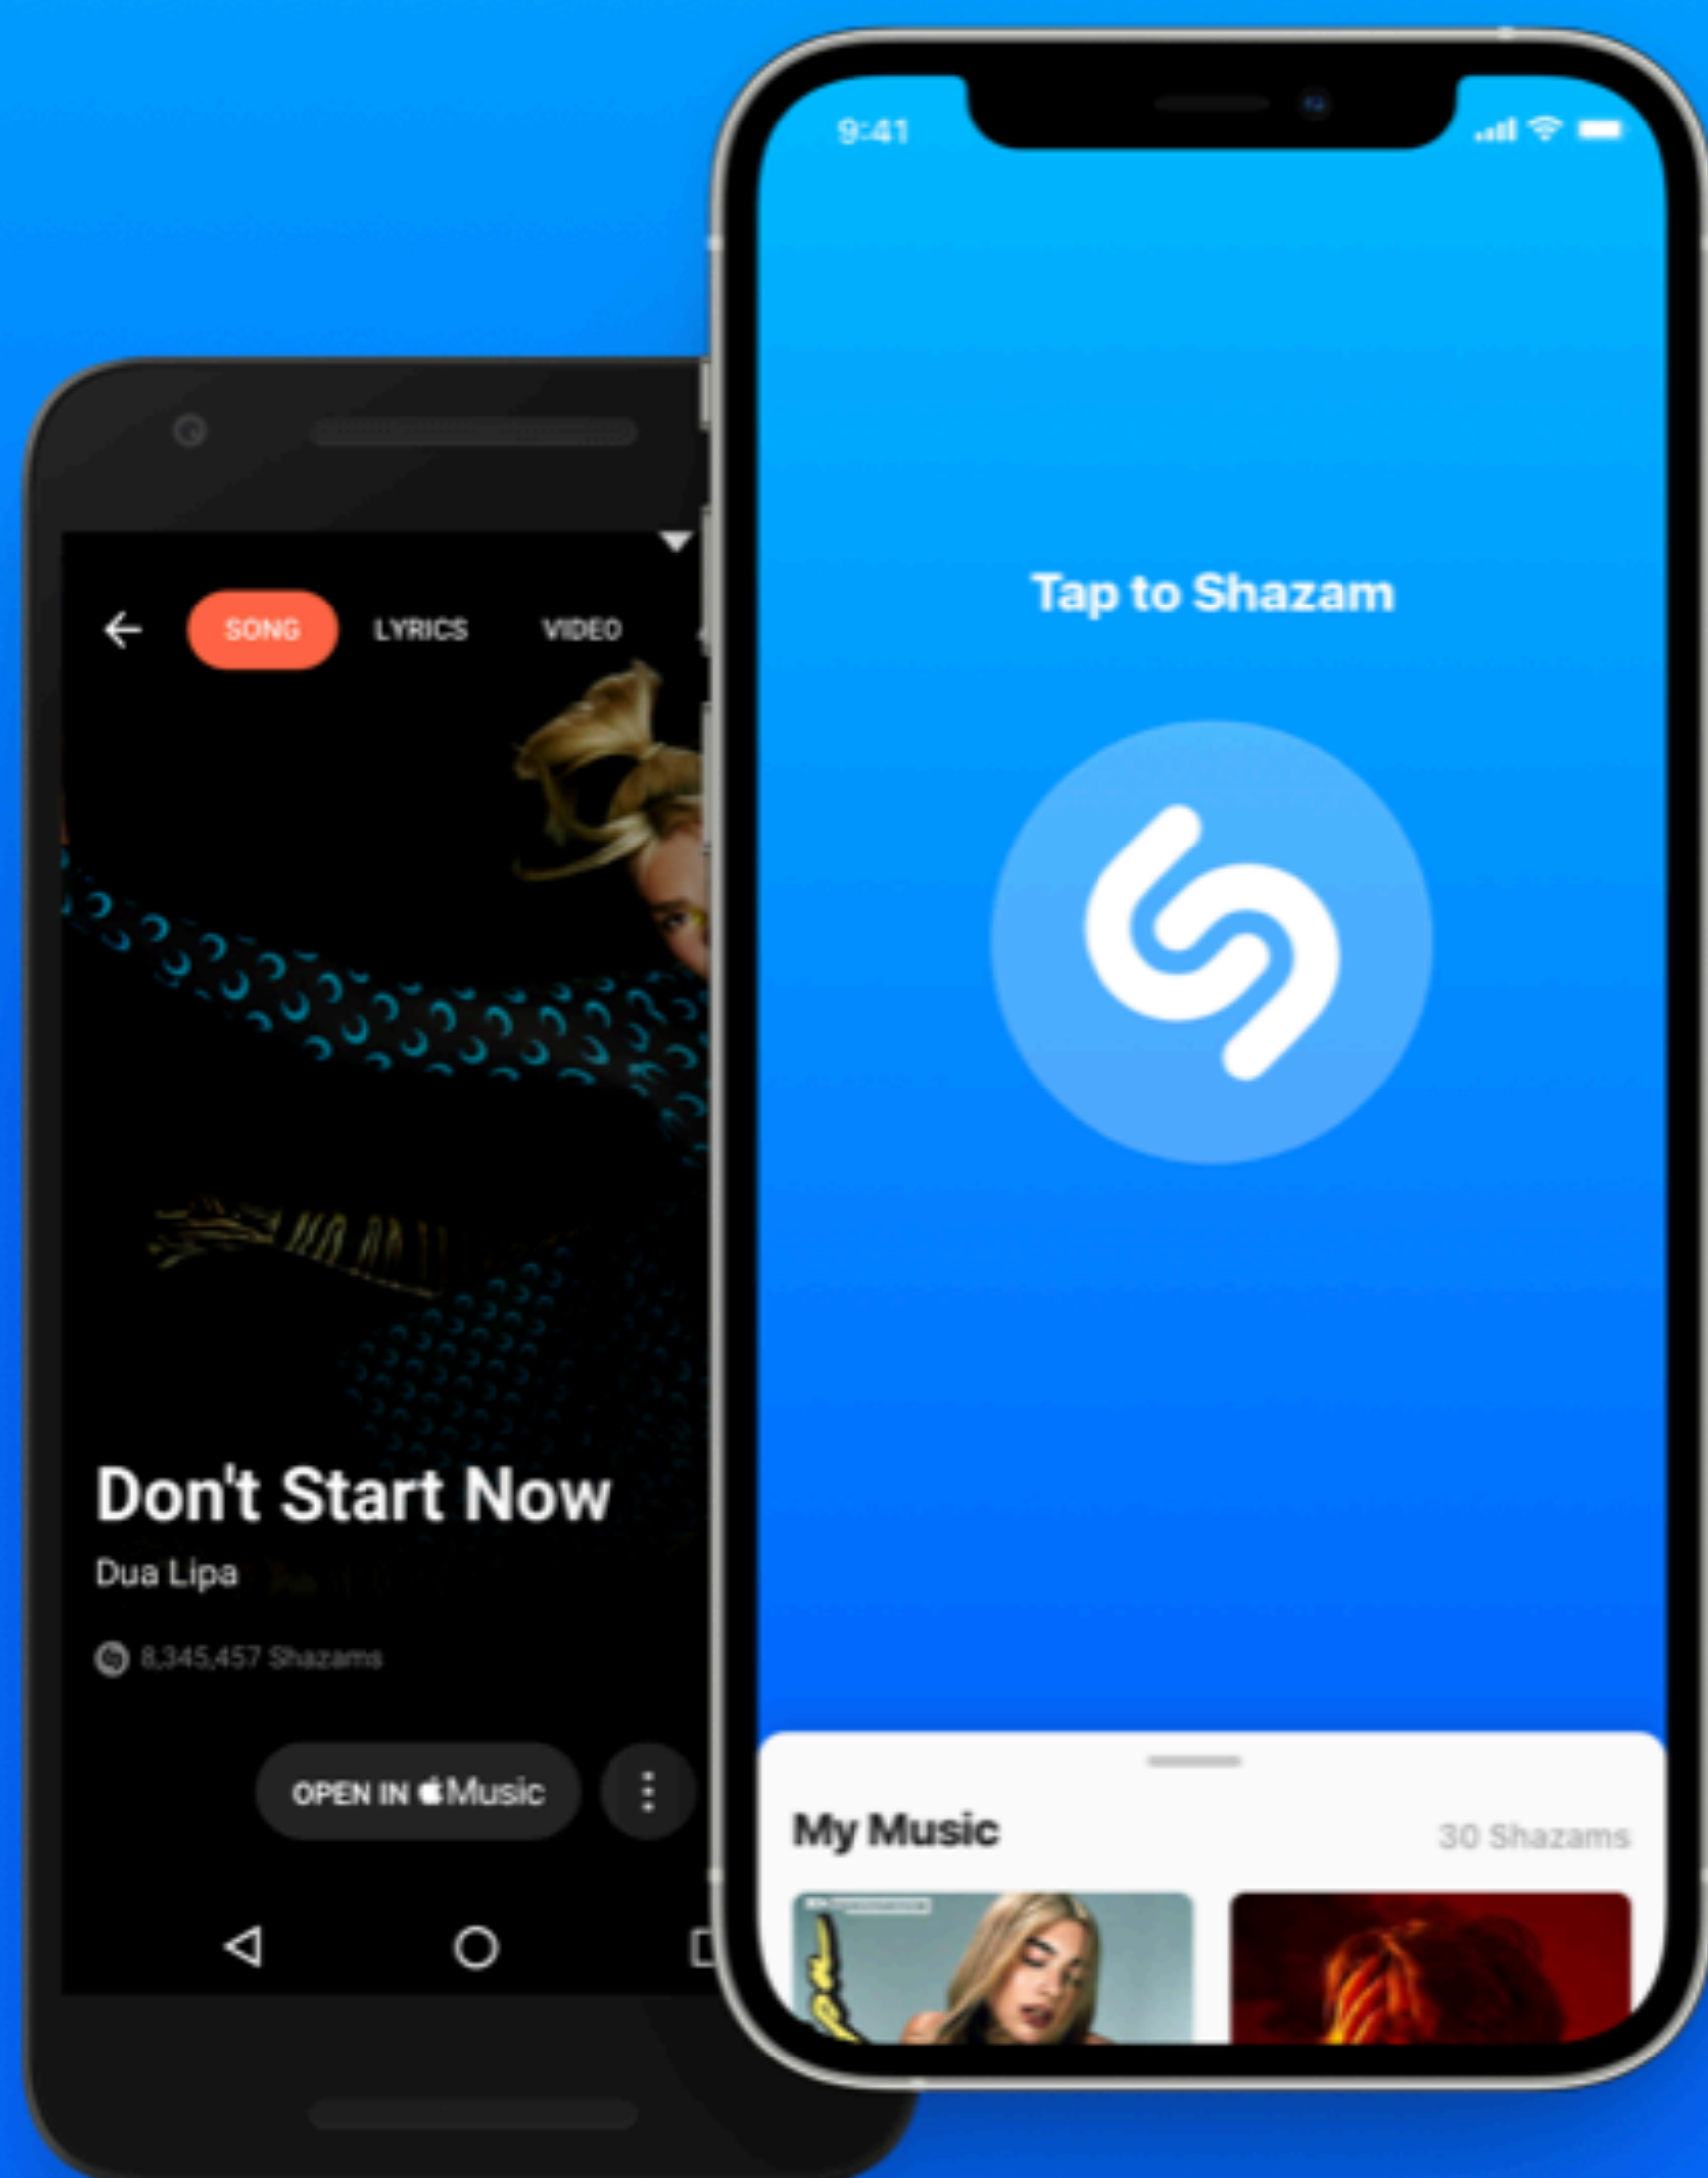 9:41
Tap to Shazam
SONG LYRICS VIDEO
Don't Start Now
Dua Lipa
8,345,457 Shazams
OPEN IN Music
My Music
30 Shazams